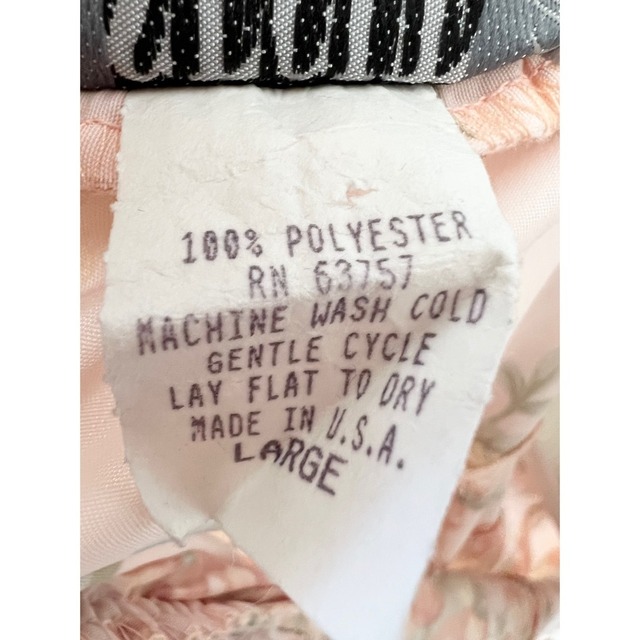 100% POLYESTER
RN 63757
MACHINE WASH COLD
GENTLE CYCLE
LAY FLAT TO DRY
MADE IN U.S.A.
LARGE